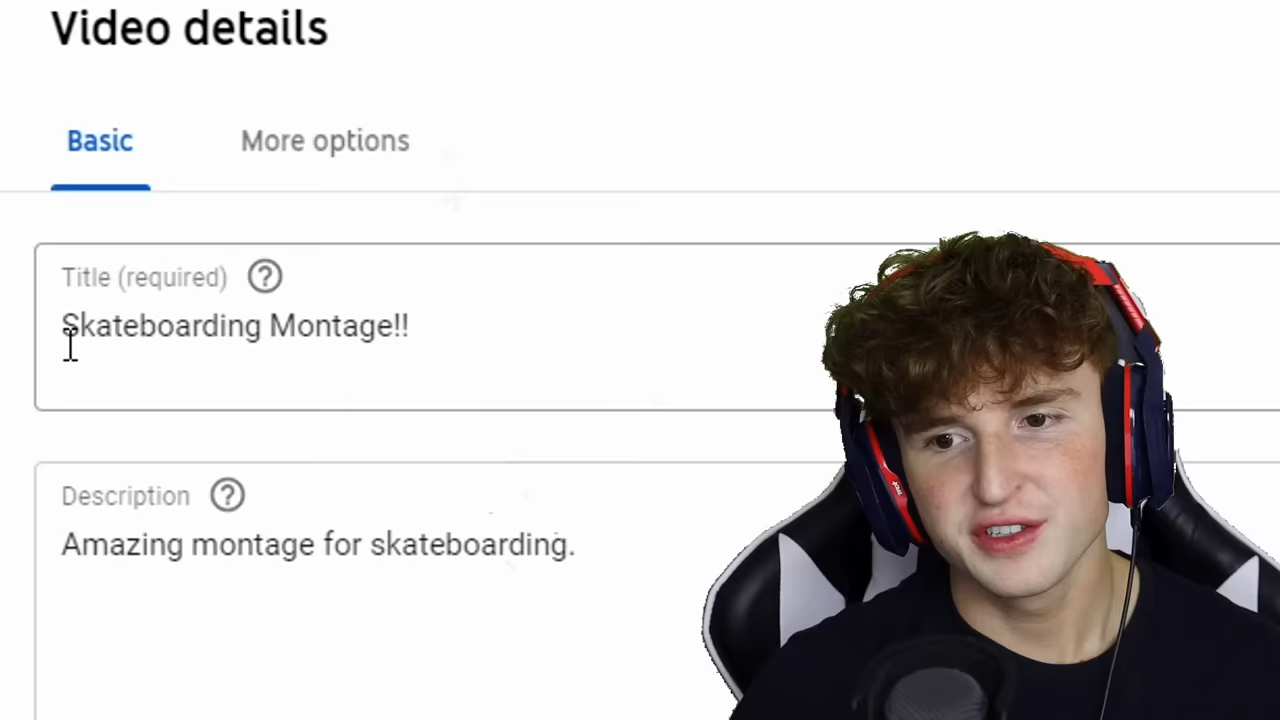 Video details
Basic
More options
Title (required)
Skateboarding Montage!!
Description
Amazing montage for skateboarding.